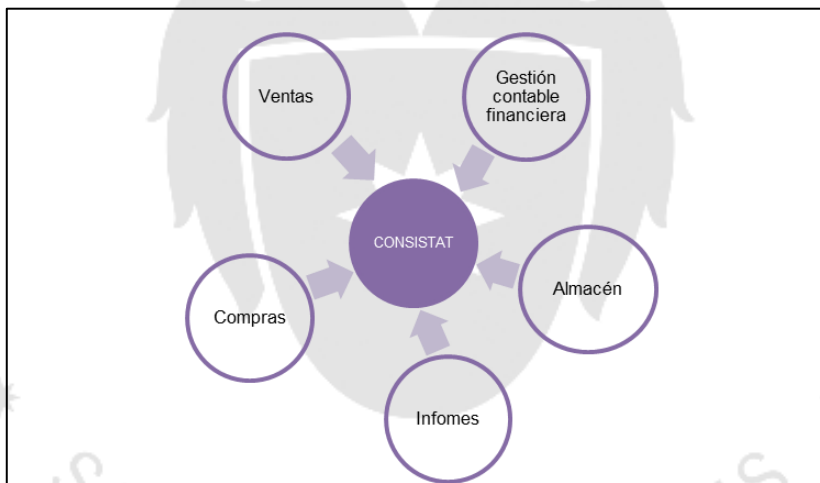 Ventas
Gestión
contable
financiera
CONSISTAT
Almacén
Compras
Infomes